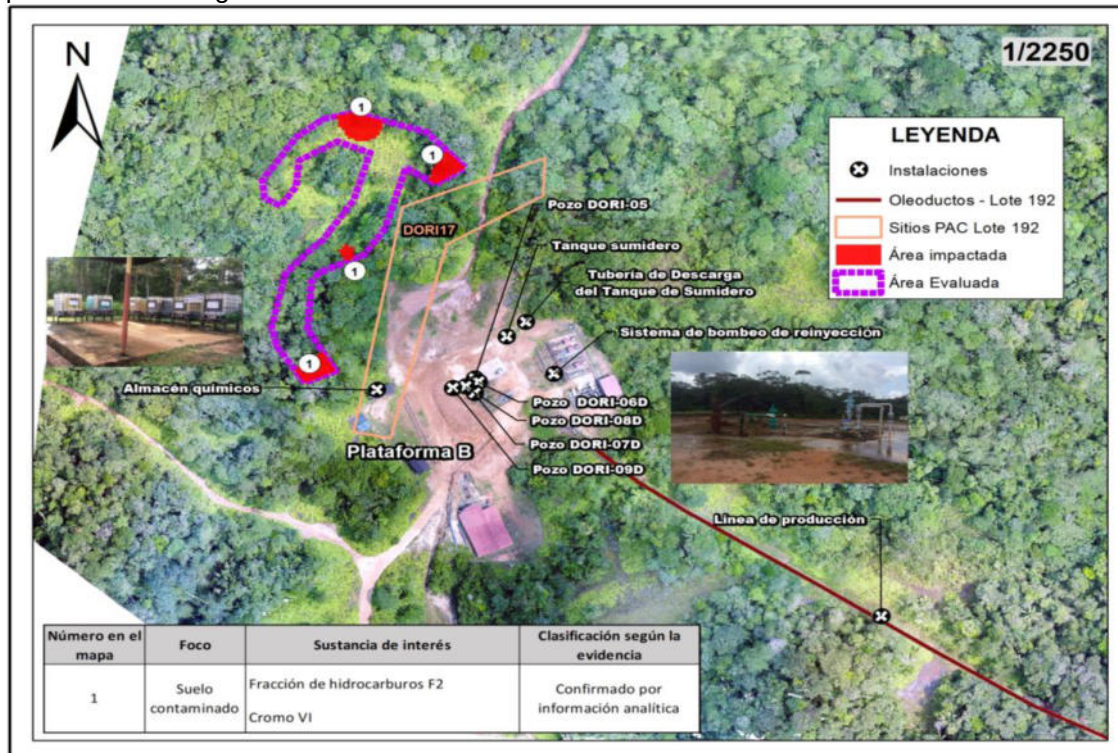 N
1/2250
LEYENDA
Instalaciones
Oleoductos - Lote 192
Sitios PAC Lote 192
Área impactada
Área Evaluada
1
1
1
1
DORI17
Pozo DORI-05
Tanque sumidero
Tubería de Descarga
del Tanque de Sumidero
Sistema de bombeo de reinyección
Almacén químicos
Pozo DORI-06D
Pozo DORI-08D
Pozo DORI-07D
Pozo DORI-09D
Plataforma B
Línea de producción
Número en el mapa | Foco | Sustancia de interés | Clasificación según la evidencia
1 | Suelo contaminado | Fracción de hidrocarburos F2 Cromo VI | Confirmado por información analítica